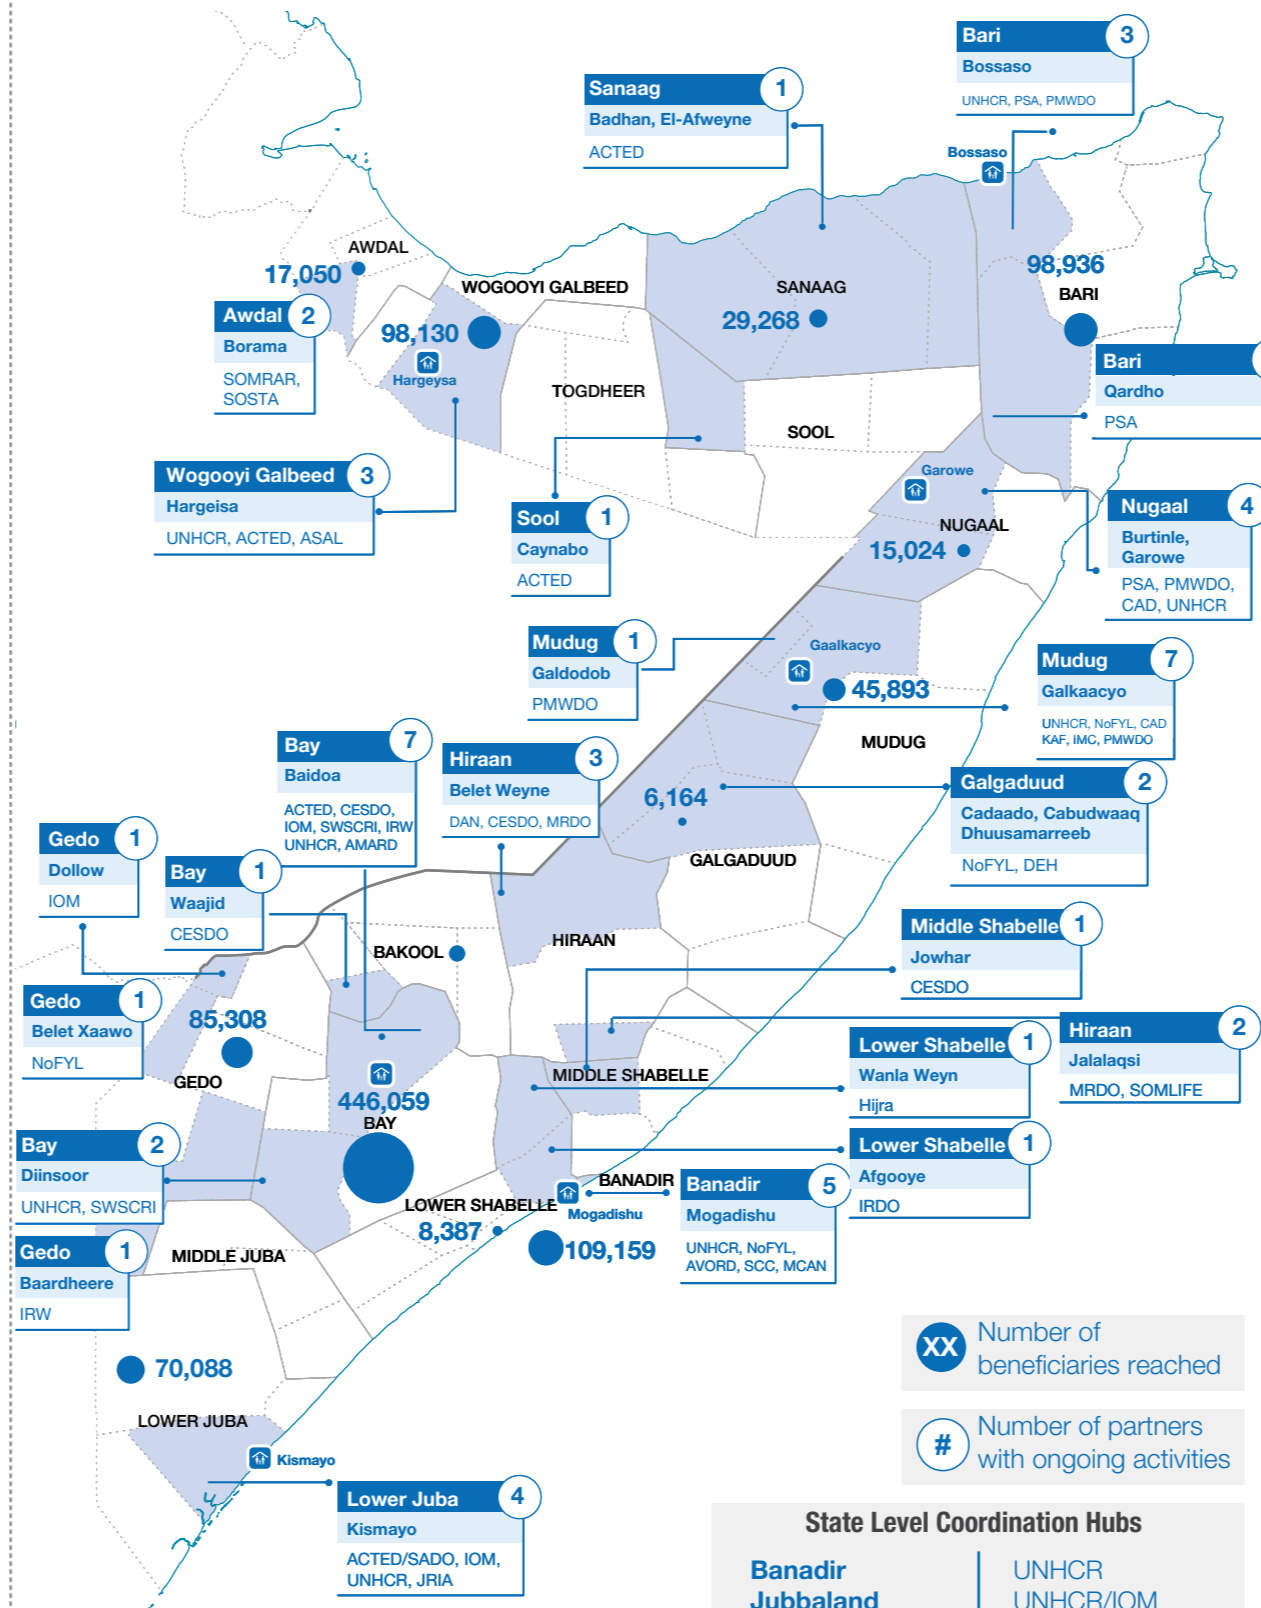 Bari 3
Bossaso
UNHCR, PSA, PMWDO
Sanaag 1
Badhan, El-Afweyne
ACTED
Bossaso
AWDAL
17,050
WOGOOYI GALBEED
98,130
Hargeysa
SANAAG
29,268
98,936
BARI
Awdal 2
Borama
SOMRAR,
SOSTA
TOGDHEER
SOOL
Bari
Qardho
PSA
Wogooyi Galbeed 3
Hargeisa
UNHCR, ACTED, ASAL
Sool 1
Caynabo
ACTED
Garowe
NUGAAL
15,024
Nugaal 4
Burtinle,
Garowe
PSA, PMWDO,
CAD, UNHCR
Mudug 1
Galdodob
PMWDO
Gaalkacyo
45,893
MUDUG
Mudug 7
Galkaacyo
UNHCR, NoFYL, CAD
KAF, IMC, PMWDO
Bay 7
Baidoa
ACTED, CESDO,
IOM, SWSCRI, IRW
UNHCR, AMARD
Hiraan 3
Belet Weyne
DAN, CESDO, MRDO
6,164
GALGADUUD
Galgaduud 2
Cadaado, Cabudwaaq
Dhuusamarreeb
NoFYL, DEH
Gedo 1
Dollow
IOM
Bay 1
Waajid
CESDO
BAKOOL
HIRAAN
Middle Shabelle 1
Jowhar
CESDO
Gedo 1
Belet Xaawo
NoFYL
85,308
GEDO
446,059
BAY
MIDDLE SHABELLE
Lower Shabelle 1
Wanla Weyn
Hijra
Hiraan 2
Jalalaqsi
MRDO, SOMLIFE
Bay 2
Diinsoor
UNHCR, SWSCRI
Lower Shabelle 1
Afgooye
IRDO
LOWER SHABELLE
8,387
BANADIR
Mogadishu
109,159
Banadir 5
Mogadishu
UNHCR, NoFYL,
AVORD, SCC, MCAN
Gedo 1
Baardheere
IRW
MIDDLE JUBA
70,088
LOWER JUBA
Kismayo
Lower Juba 4
Kismayo
ACTED/SADO, IOM,
UNHCR, JRIA
XX Number of
beneficiaries reached
# Number of partners
with ongoing activities
State Level Coordination Hubs
Banadir UNHCR
Jubbaland UNHCR/IOM